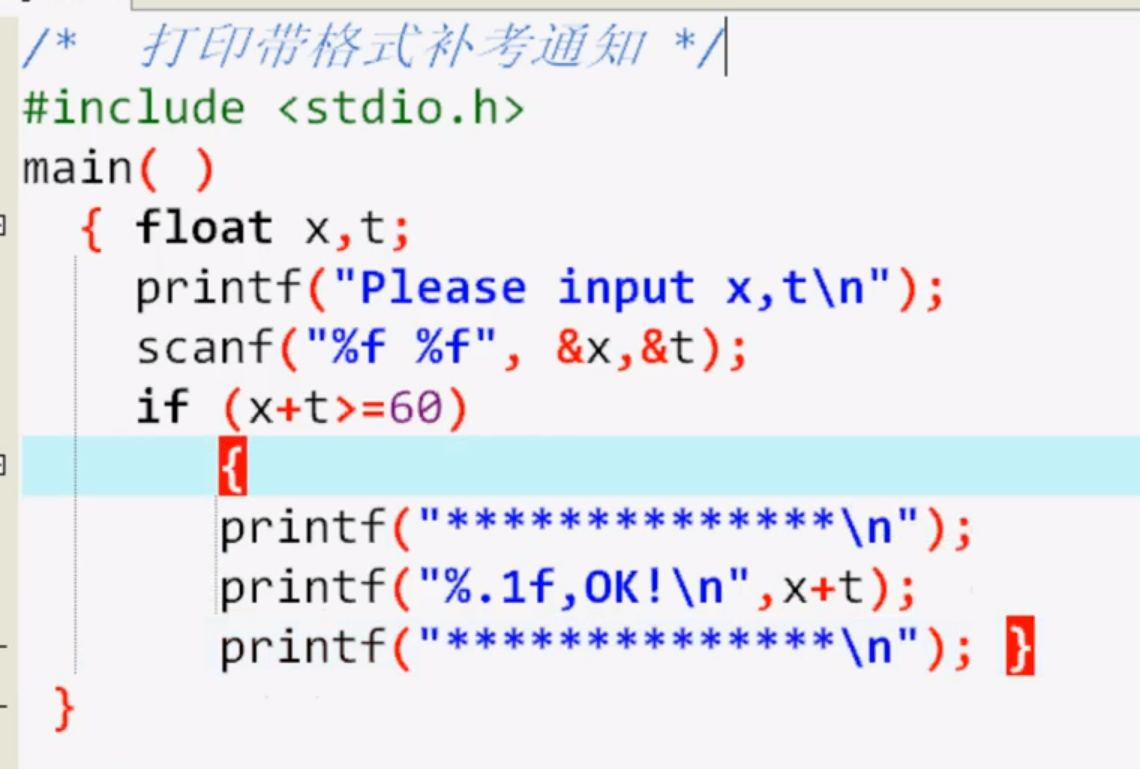 /*  打印带格式补考通知 */
#include <stdio.h>
main( )
{ float x,t;
printf("Please input x,t\n");
scanf("%f %f", &x,&t);
if (x+t>=60)
{
printf("**************\n");
printf("%.1f,OK!\n",x+t);
printf("**************\n"); }
}